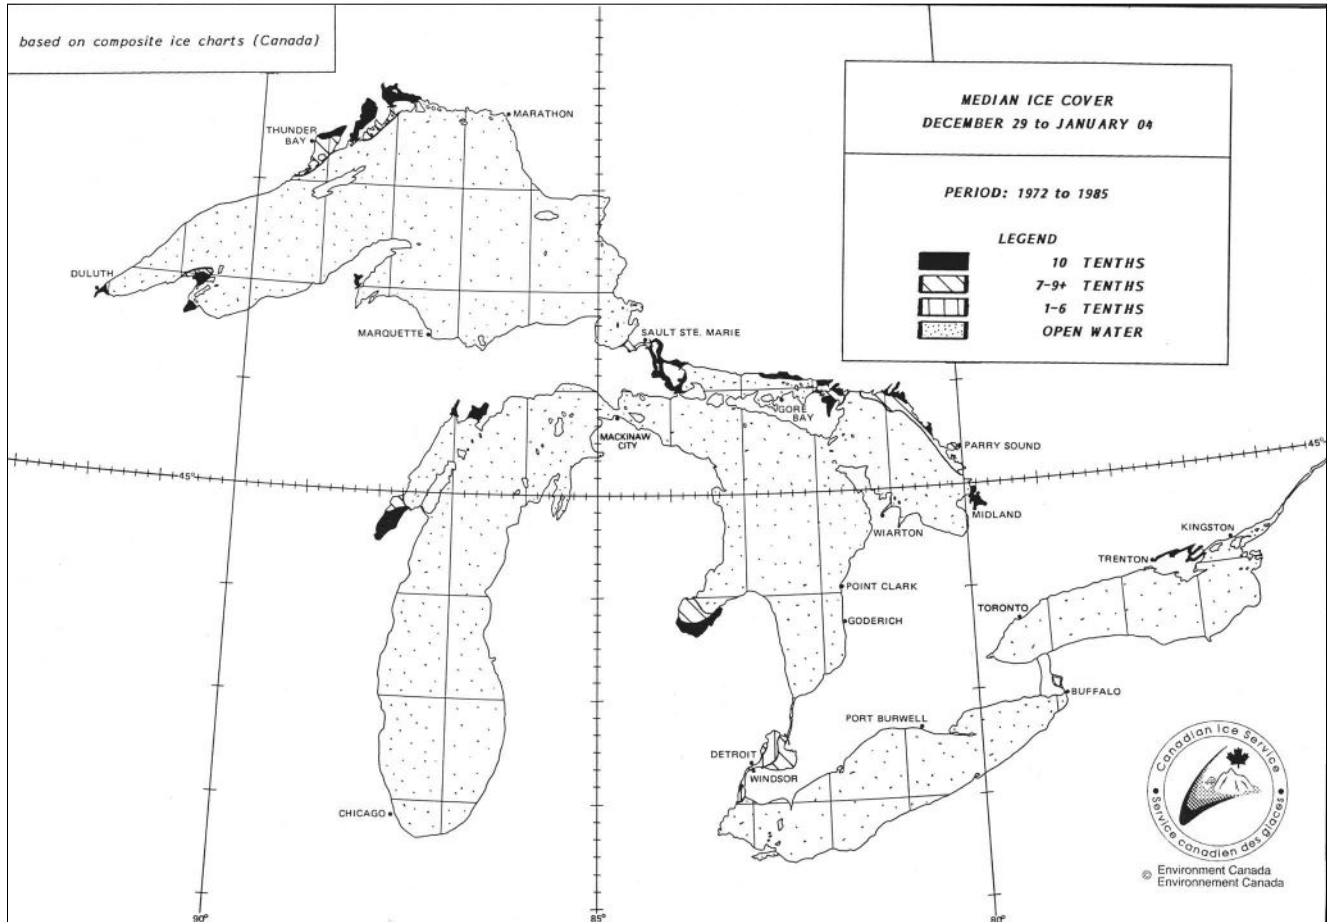 based on composite ice charts (Canada)
MEDIAN ICE COVER
DECEMBER 29 to JANUARY 04
PERIOD: 1972 to 1985
LEGEND
10 TENTHS
7-9+ TENTHS
1-6 TENTHS
OPEN WATER
MARATHON
THUNDER
BAY
DULUTH
MARQUETTE
SAULT STE. MARIE
GORE
BAY
MACKINAW
CITY
PARRY SOUND
45°
45°
MIDLAND
WIARTON
KINGSTON
TRENTON
POINT CLARK
TORONTO
GODERICH
BUFFALO
PORT BURWELL
DETROIT
WINDSOR
CHICAGO
Canadian Ice Service
Service canadien des glaces
© Environment Canada
Environnement Canada
90°
85°
80°